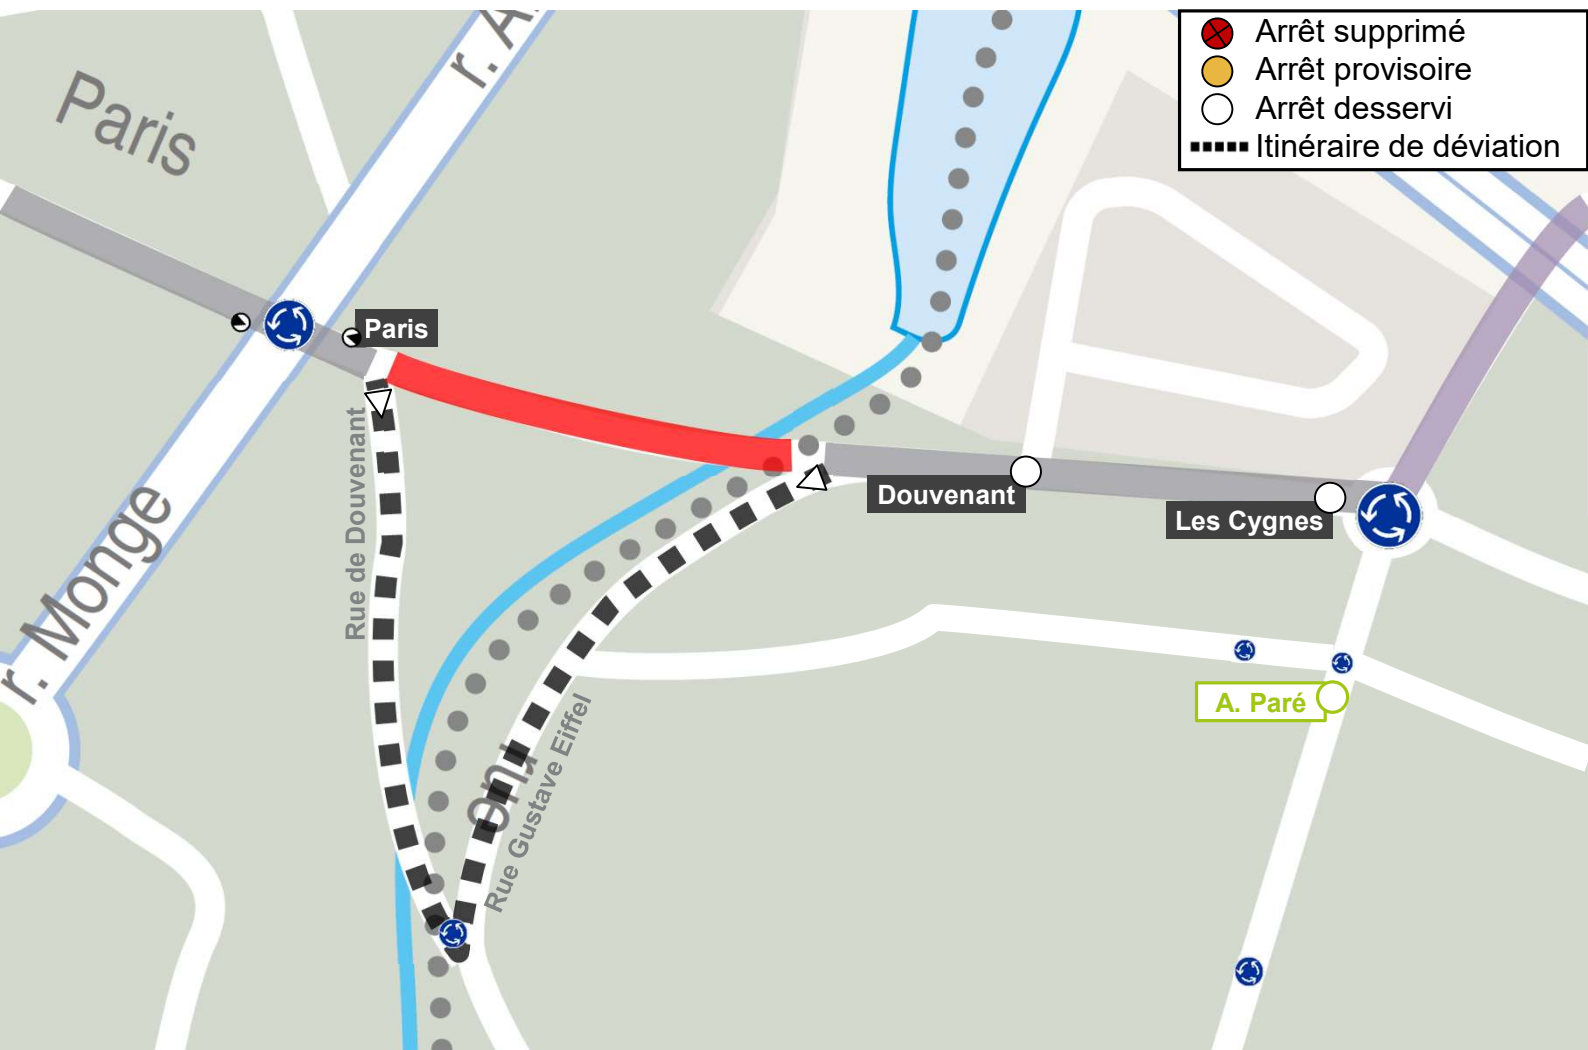 Arrêt supprimé
Arrêt provisoire
Arrêt desservi
Itinéraire de déviation
Paris
Paris
Rue de Douvenant
r. Monge
Douvenant
Les Cygnes
A. Paré
Rue Gustave Eiffel